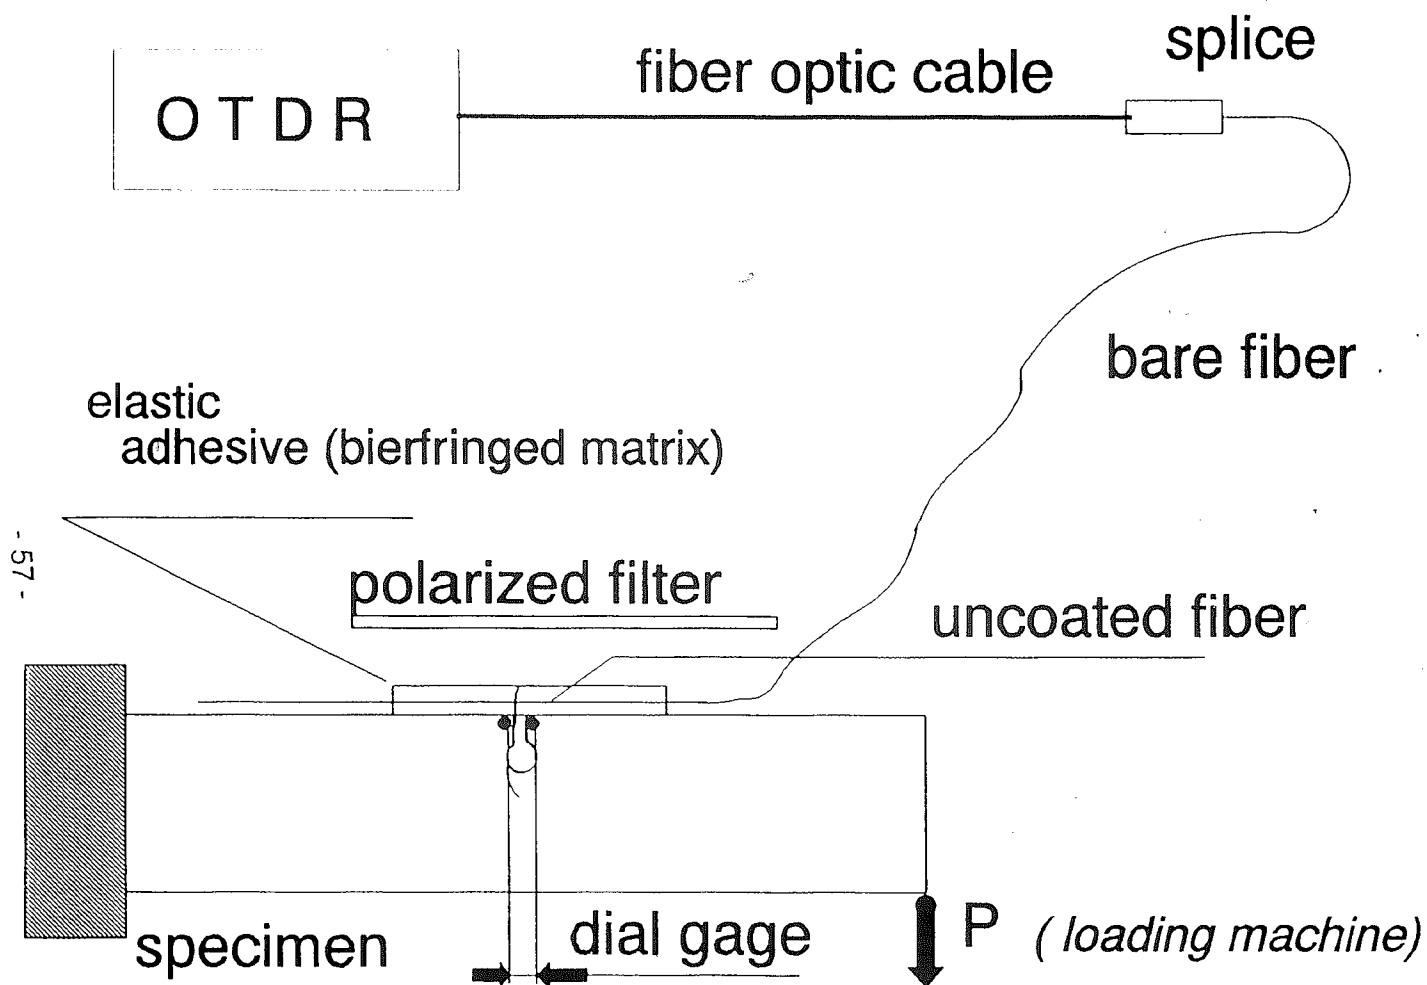 splice
fiber optic cable
O T D R
bare fiber
elastic
adhesive (bierfringed matrix)
- 57 -
polarized filter
uncoated fiber
specimen
dial gage
P ( loading machine)